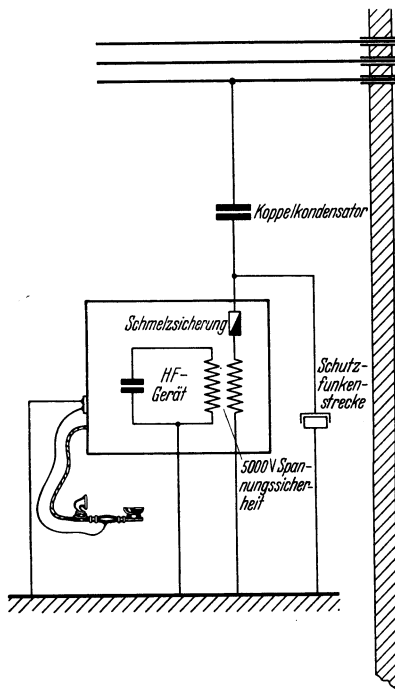 Koppelkondensator
Schmelzsicherung
HF-
Gerät
Schutz-
funken-
strecke
5000 V Span-
nungssicher-
heit